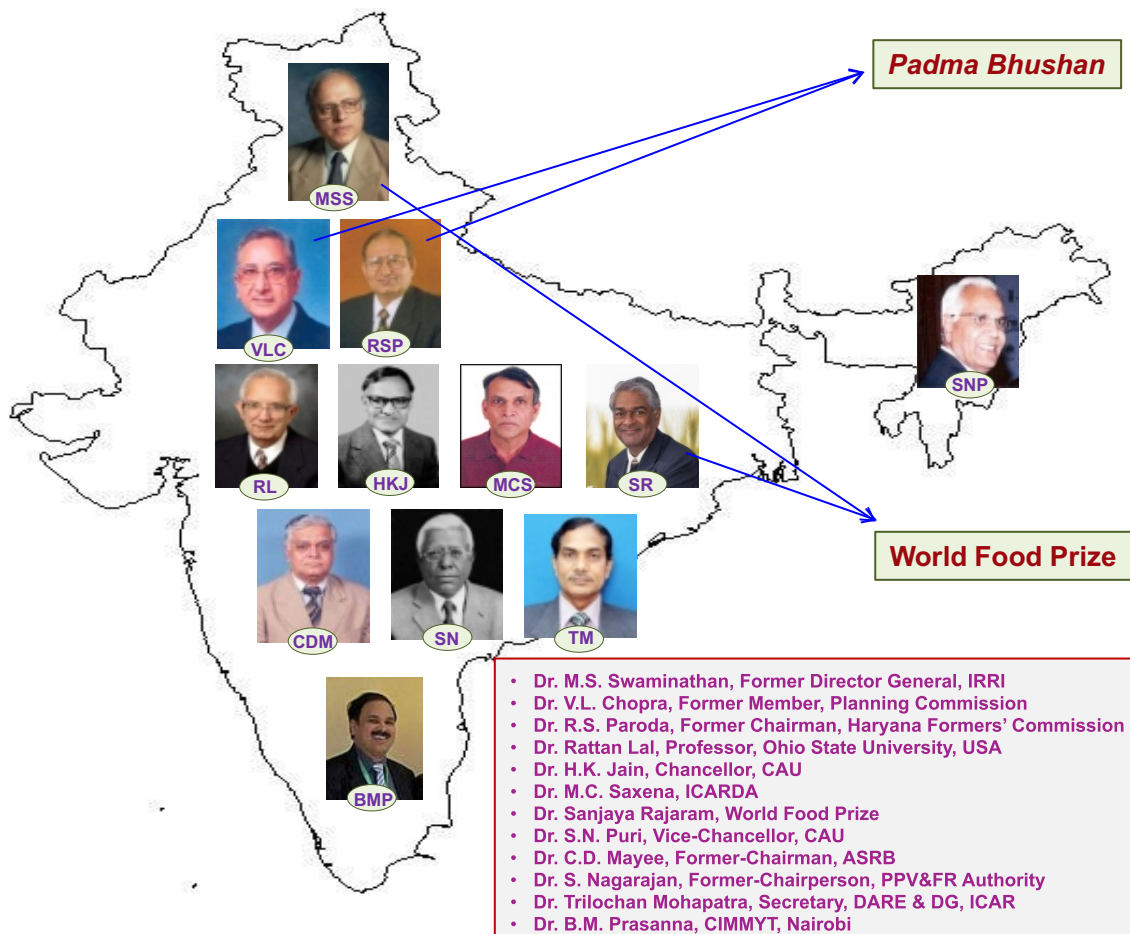 Padma Bhushan
MSS
VLC
RSP
SNP
RL
HKJ
MCS
SR
World Food Prize
CDM
SN
TM
BMP
• Dr. M.S. Swaminathan, Former Director General, IRRI
• Dr. V.L. Chopra, Former Member, Planning Commission
• Dr. R.S. Paroda, Former Chairman, Haryana Formers’ Commission
• Dr. Rattan Lal, Professor, Ohio State University, USA
• Dr. H.K. Jain, Chancellor, CAU
• Dr. M.C. Saxena, ICARDA
• Dr. Sanjaya Rajaram, World Food Prize
• Dr. S.N. Puri, Vice-Chancellor, CAU
• Dr. C.D. Mayee, Former-Chairman, ASRB
• Dr. S. Nagarajan, Former-Chairperson, PPV&FR Authority
• Dr. Trilochan Mohapatra, Secretary, DARE & DG, ICAR
• Dr. B.M. Prasanna, CIMMYT, Nairobi